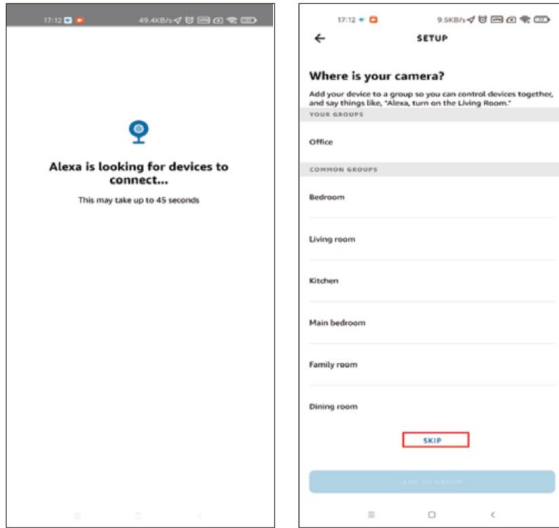 17:12
49.4KB/s
Alexa is looking for devices to
connect...
This may take up to 45 seconds
17:12
9.5KB/s
SETUP
Where is your camera?
Add your device to a group so you can control devices together,
and say things like, "Alexa, turn on the Living Room."
YOUR GROUPS
Office
COMMON GROUPS
Bedroom
Living room
Kitchen
Main bedroom
Family room
Dining room
SKIP
ADD TO GROUP